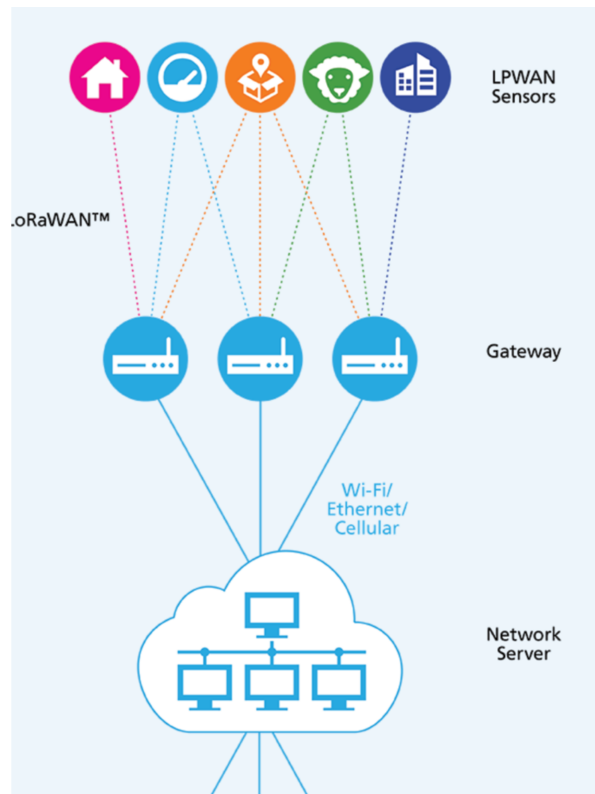 LPWAN
Sensors
.oRaWAN™
Gateway
Wi-Fi/
Ethernet/
Cellular
Network
Server